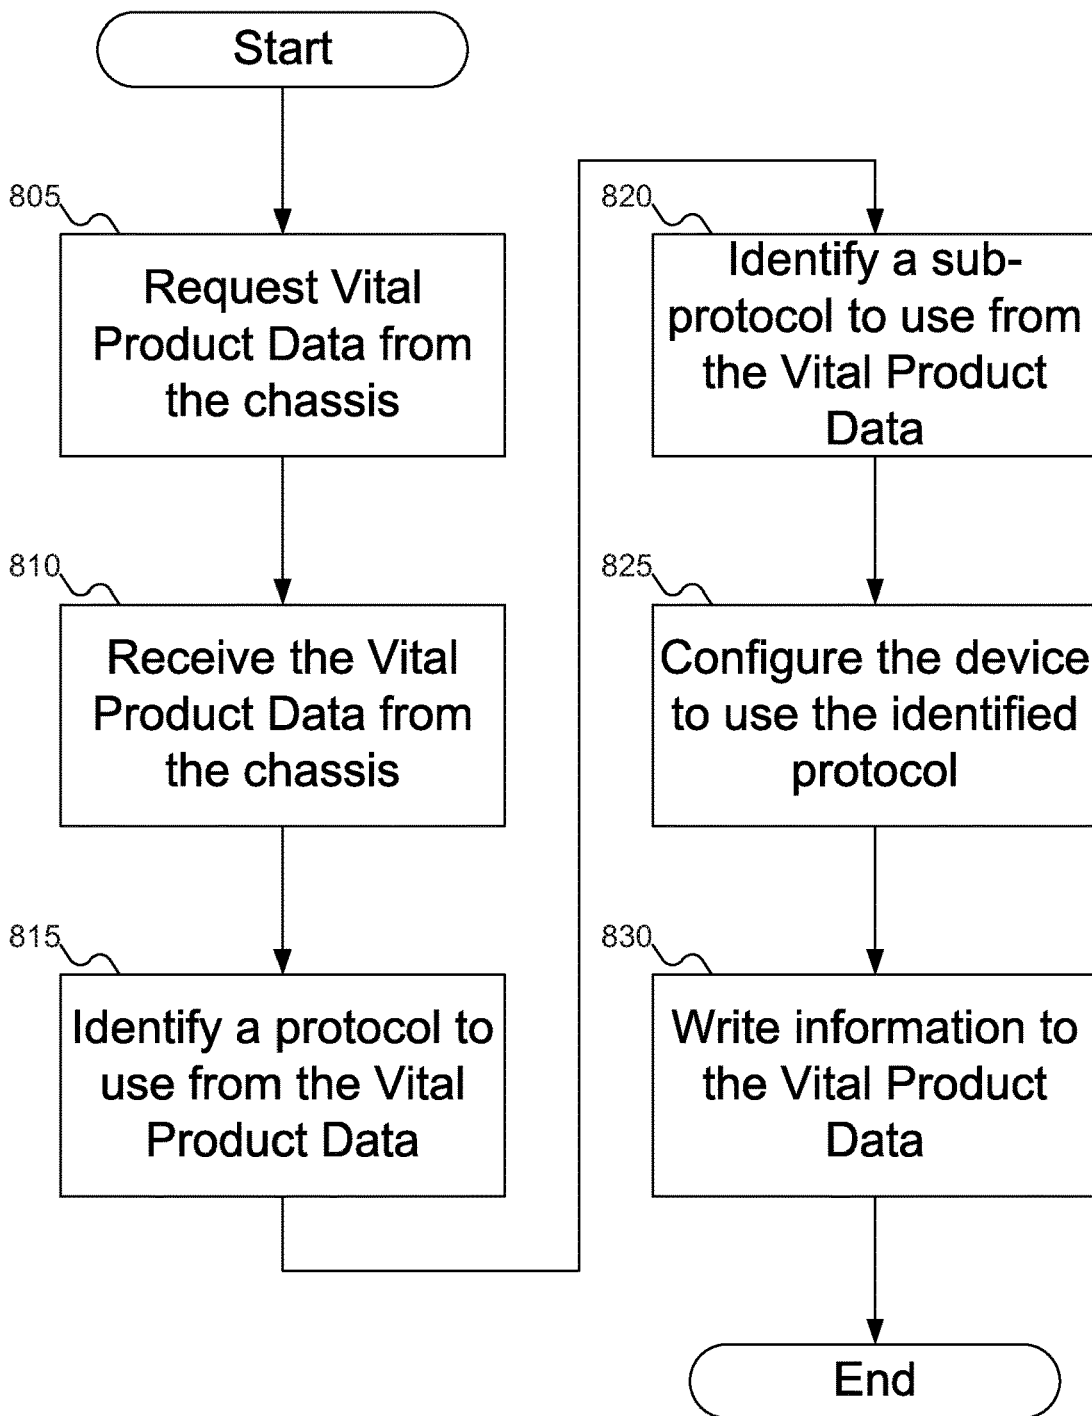 Start
805
Request Vital
Product Data from
the chassis
810
Receive the Vital
Product Data from
the chassis
815
Identify a protocol to
use from the Vital
Product Data
820
Identify a sub-
protocol to use from
the Vital Product
Data
825
Configure the device
to use the identified
protocol
830
Write information to
the Vital Product
Data
End